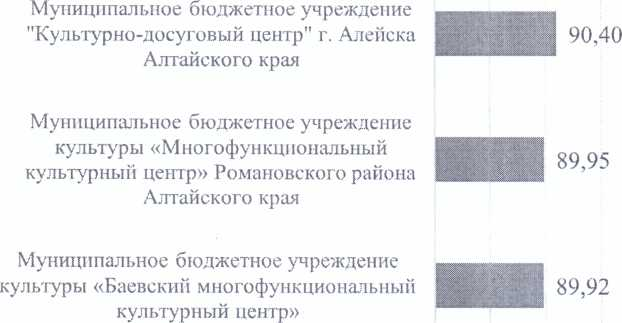 Муниципальное бюджетное учреждение
"Культурно-досуговый центр" г. Алейска
Алтайского края
90,40
Муниципальное бюджетное учреждение
культуры «Многофункциональный
культурный центр» Романовского района
Алтайского края
89,95
Муниципальное бюджетное учреждение
культуры «Баевский многофункциональный
культурный центр»
89,92